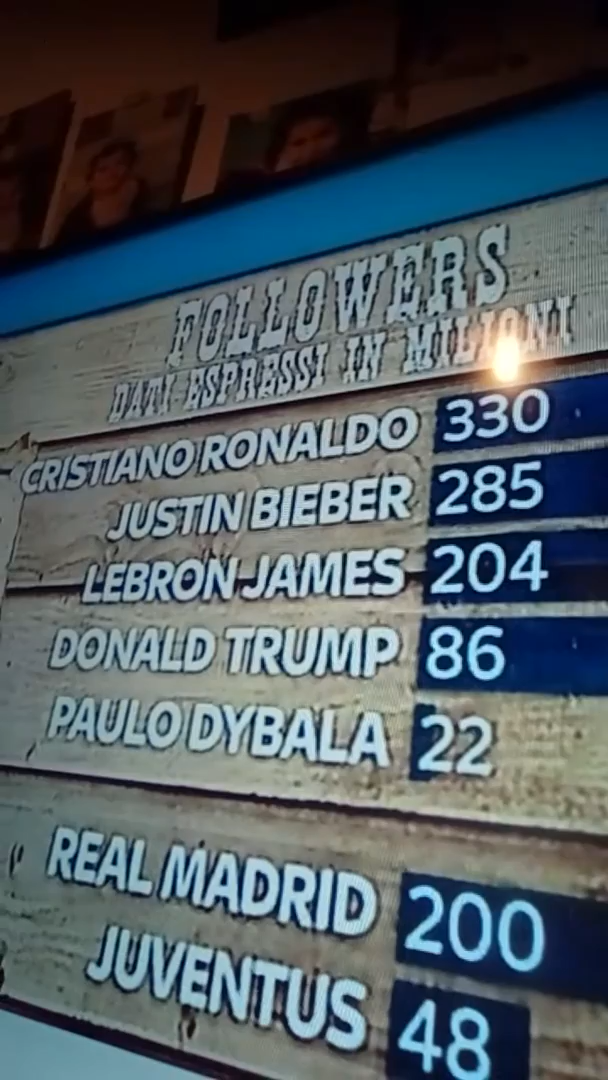 FOLLOWERS
DATI ESPRESSI IN MILIONI
CRISTIANO RONALDO 330
JUSTIN BIEBER 285
LEBRON JAMES 204
DONALD TRUMP 86
PAULO DYBALA 22
REAL MADRID 200
JUVENTUS 48